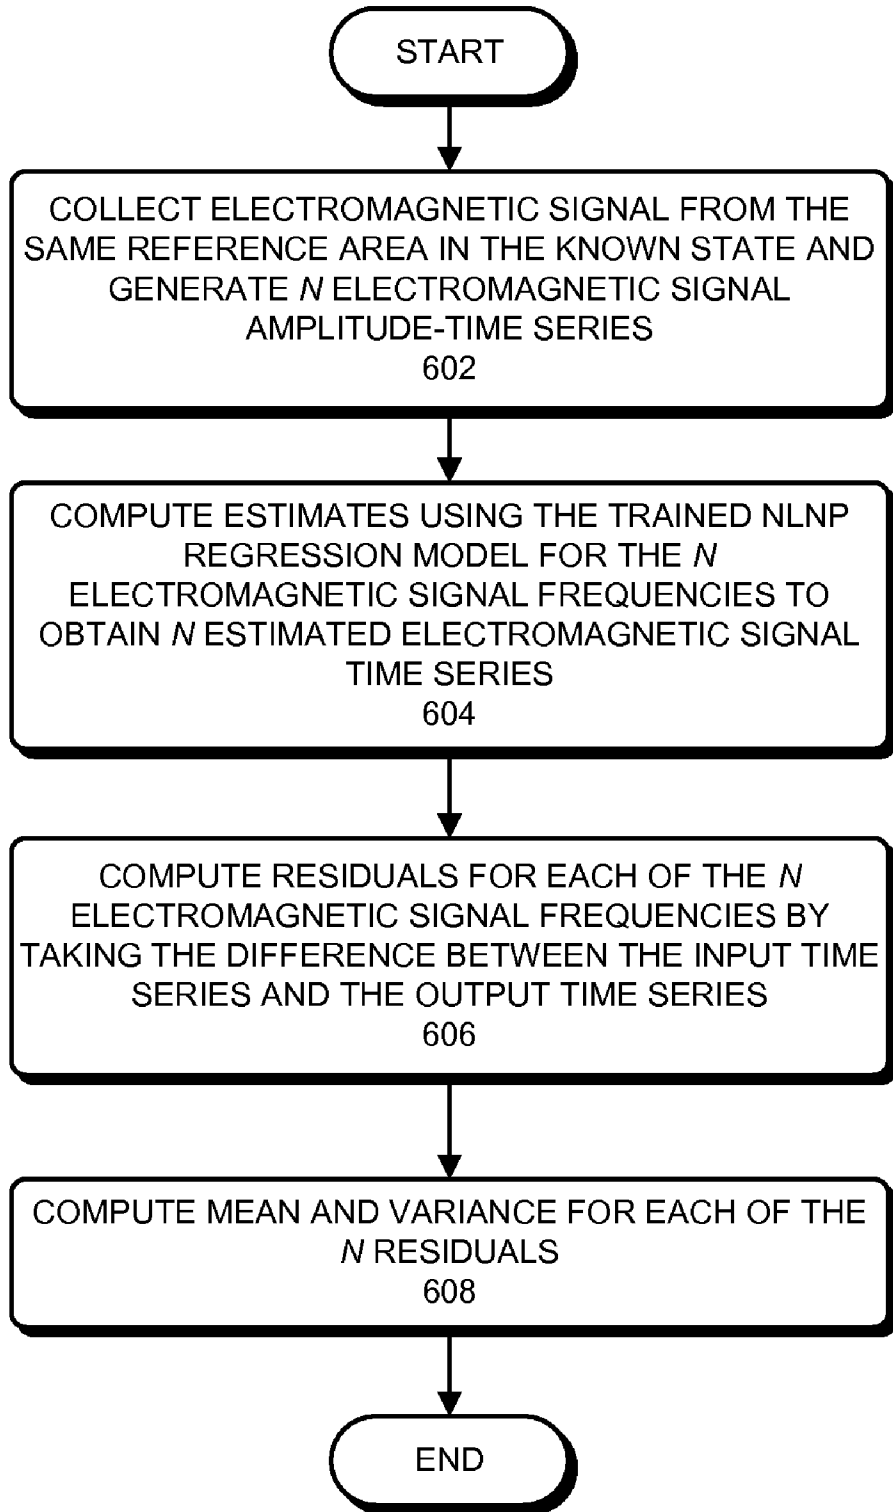 START
COLLECT ELECTROMAGNETIC SIGNAL FROM THE
SAME REFERENCE AREA IN THE KNOWN STATE AND
GENERATE N ELECTROMAGNETIC SIGNAL
AMPLITUDE-TIME SERIES
602
COMPUTE ESTIMATES USING THE TRAINED NLNP
REGRESSION MODEL FOR THE N
ELECTROMAGNETIC SIGNAL FREQUENCIES TO
OBTAIN N ESTIMATED ELECTROMAGNETIC SIGNAL
TIME SERIES
604
COMPUTE RESIDUALS FOR EACH OF THE N
ELECTROMAGNETIC SIGNAL FREQUENCIES BY
TAKING THE DIFFERENCE BETWEEN THE INPUT TIME
SERIES AND THE OUTPUT TIME SERIES
606
COMPUTE MEAN AND VARIANCE FOR EACH OF THE
N RESIDUALS
608
END